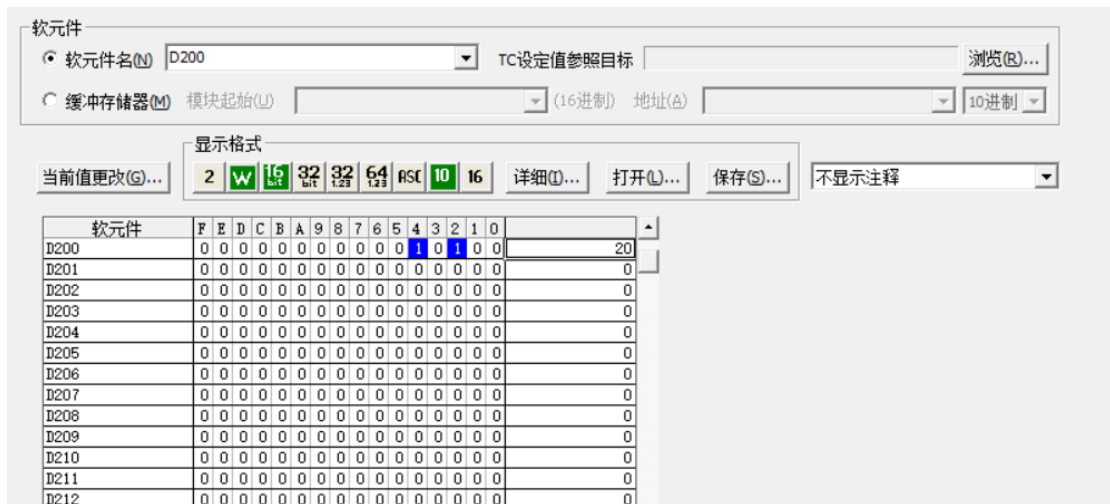 软元件
软元件名(N) D200 TC设定值参照目标 浏览(R)...
缓冲存储器(M) 模块起始(U) (16进制) 地址(A) 10进制
显示格式
当前值更改(G)... 2 W 16bit 32bit 32 1.23 64 1.23 ASC 10 16 详细(I)... 打开(L)... 保存(S)... 不显示注释
软元件 F E D C B A 9 8 7 6 5 4 3 2 1 0
D200 0 0 0 0 0 0 0 0 0 0 0 1 0 1 0 0 20
D201 0 0 0 0 0 0 0 0 0 0 0 0 0 0 0 0 0
D202 0 0 0 0 0 0 0 0 0 0 0 0 0 0 0 0 0
D203 0 0 0 0 0 0 0 0 0 0 0 0 0 0 0 0 0
D204 0 0 0 0 0 0 0 0 0 0 0 0 0 0 0 0 0
D205 0 0 0 0 0 0 0 0 0 0 0 0 0 0 0 0 0
D206 0 0 0 0 0 0 0 0 0 0 0 0 0 0 0 0 0
D207 0 0 0 0 0 0 0 0 0 0 0 0 0 0 0 0 0
D208 0 0 0 0 0 0 0 0 0 0 0 0 0 0 0 0 0
D209 0 0 0 0 0 0 0 0 0 0 0 0 0 0 0 0 0
D210 0 0 0 0 0 0 0 0 0 0 0 0 0 0 0 0 0
D211 0 0 0 0 0 0 0 0 0 0 0 0 0 0 0 0 0
D212 0 0 0 0 0 0 0 0 0 0 0 0 0 0 0 0 0